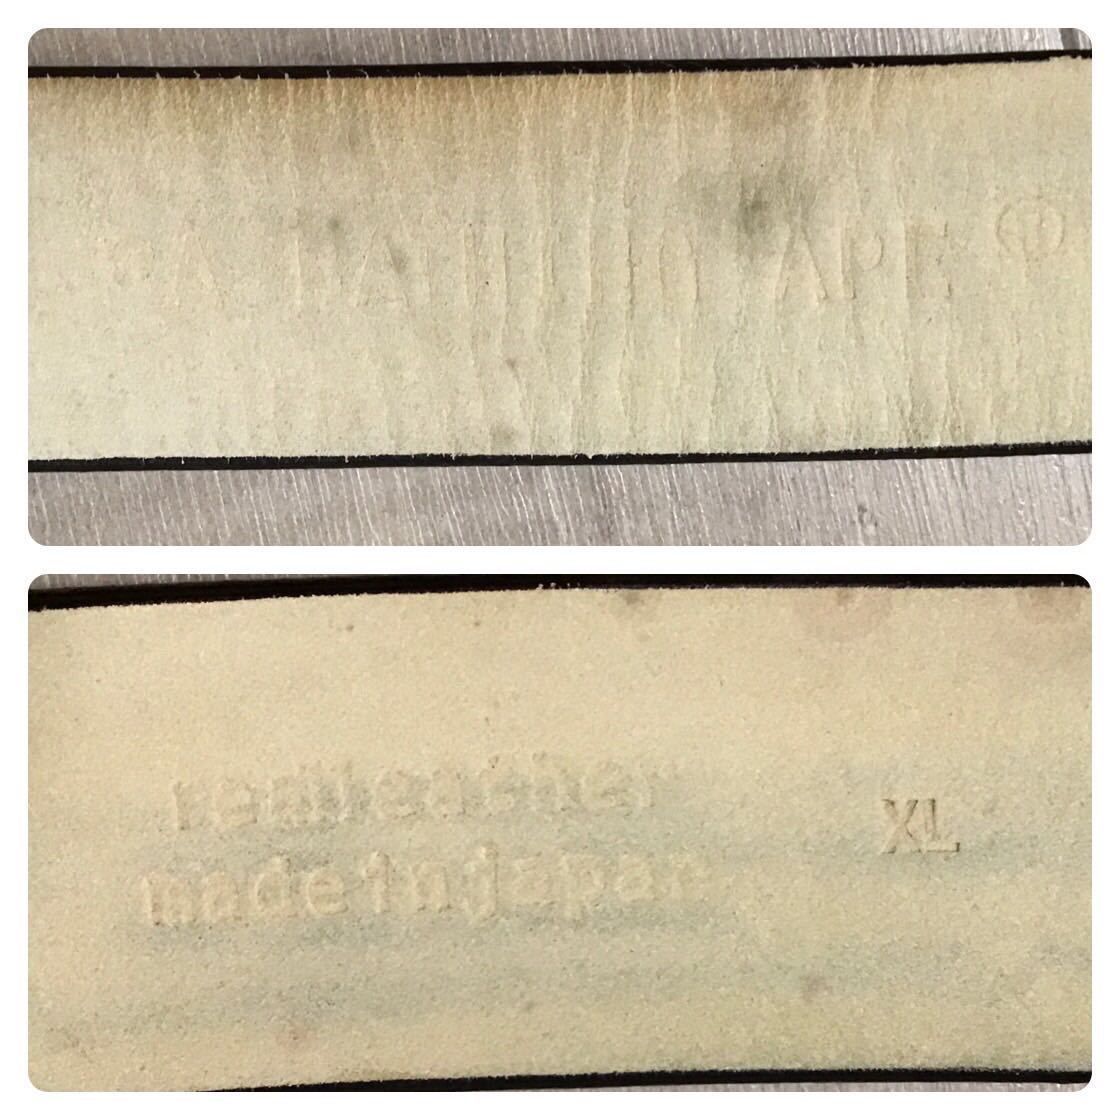 A BATHING APE ®
real leather
made in japan
XL